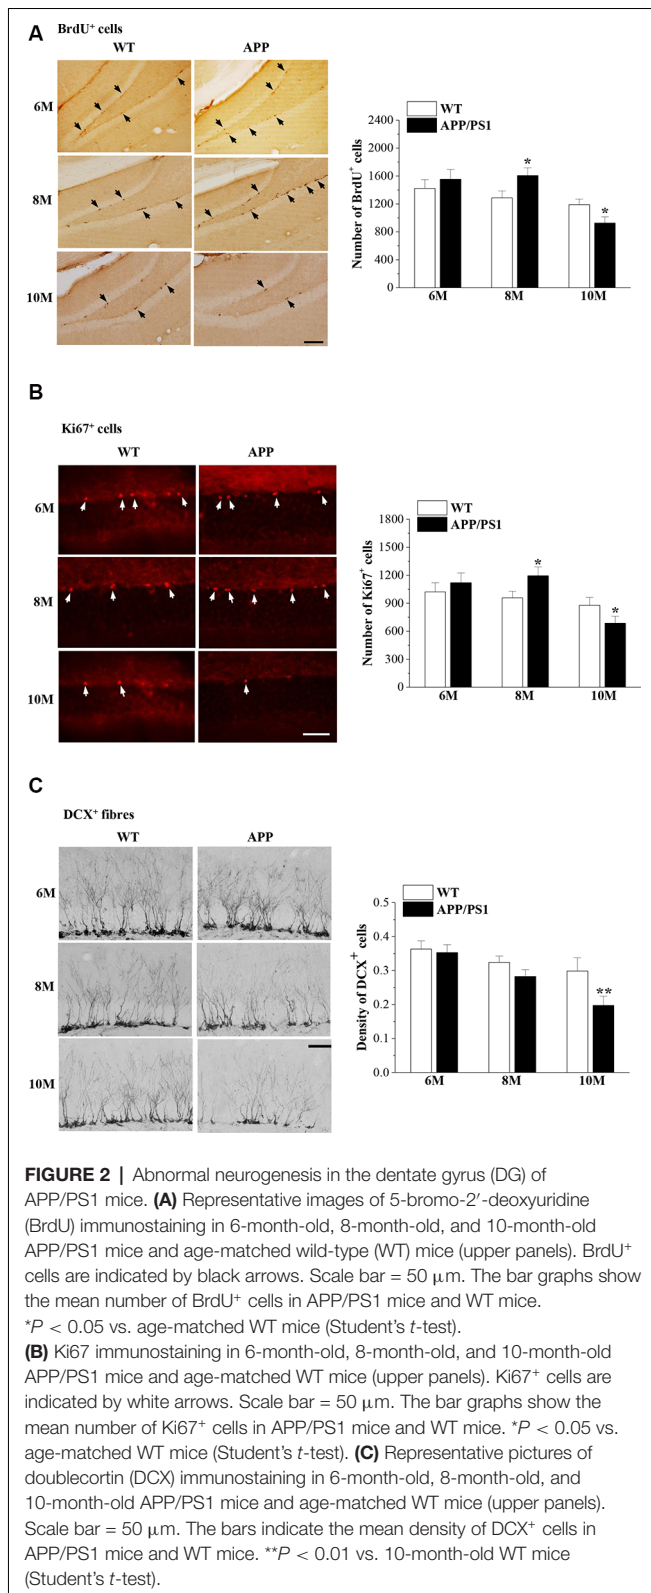 A
BrdU⁺ cells
WT
APP
6M
8M
10M
WT
APP/PS1
Number of BrdU⁺ cells
2400
1800
1200
600
0
*
*
6M
8M
10M
B
Ki67⁺ cells
WT
APP
6M
8M
10M
WT
APP/PS1
Number of Ki67⁺ cells
1800
1500
1200
900
600
300
0
*
*
6M
8M
10M
C
DCX⁺ fibres
WT
APP
6M
8M
10M
WT
APP/PS1
Density of DCX⁺ cells
0.5
0.4
0.3
0.2
0.1
0.0
**
6M
8M
10M
FIGURE 2 | Abnormal neurogenesis in the dentate gyrus (DG) of
APP/PS1 mice. (A) Representative images of 5-bromo-2′-deoxyuridine
(BrdU) immunostaining in 6-month-old, 8-month-old, and 10-month-old
APP/PS1 mice and age-matched wild-type (WT) mice (upper panels). BrdU⁺
cells are indicated by black arrows. Scale bar = 50 μm. The bar graphs show
the mean number of BrdU⁺ cells in APP/PS1 mice and WT mice.
*P < 0.05 vs. age-matched WT mice (Student’s t-test).
(B) Ki67 immunostaining in 6-month-old, 8-month-old, and 10-month-old
APP/PS1 mice and age-matched WT mice (upper panels). Ki67⁺ cells are
indicated by white arrows. Scale bar = 50 μm. The bar graphs show the
mean number of Ki67⁺ cells in APP/PS1 mice and WT mice. *P < 0.05 vs.
age-matched WT mice (Student’s t-test). (C) Representative pictures of
doublecortin (DCX) immunostaining in 6-month-old, 8-month-old, and
10-month-old APP/PS1 mice and age-matched WT mice (upper panels).
Scale bar = 50 μm. The bars indicate the mean density of DCX⁺ cells in
APP/PS1 mice and WT mice. **P < 0.01 vs. 10-month-old WT mice
(Student’s t-test).